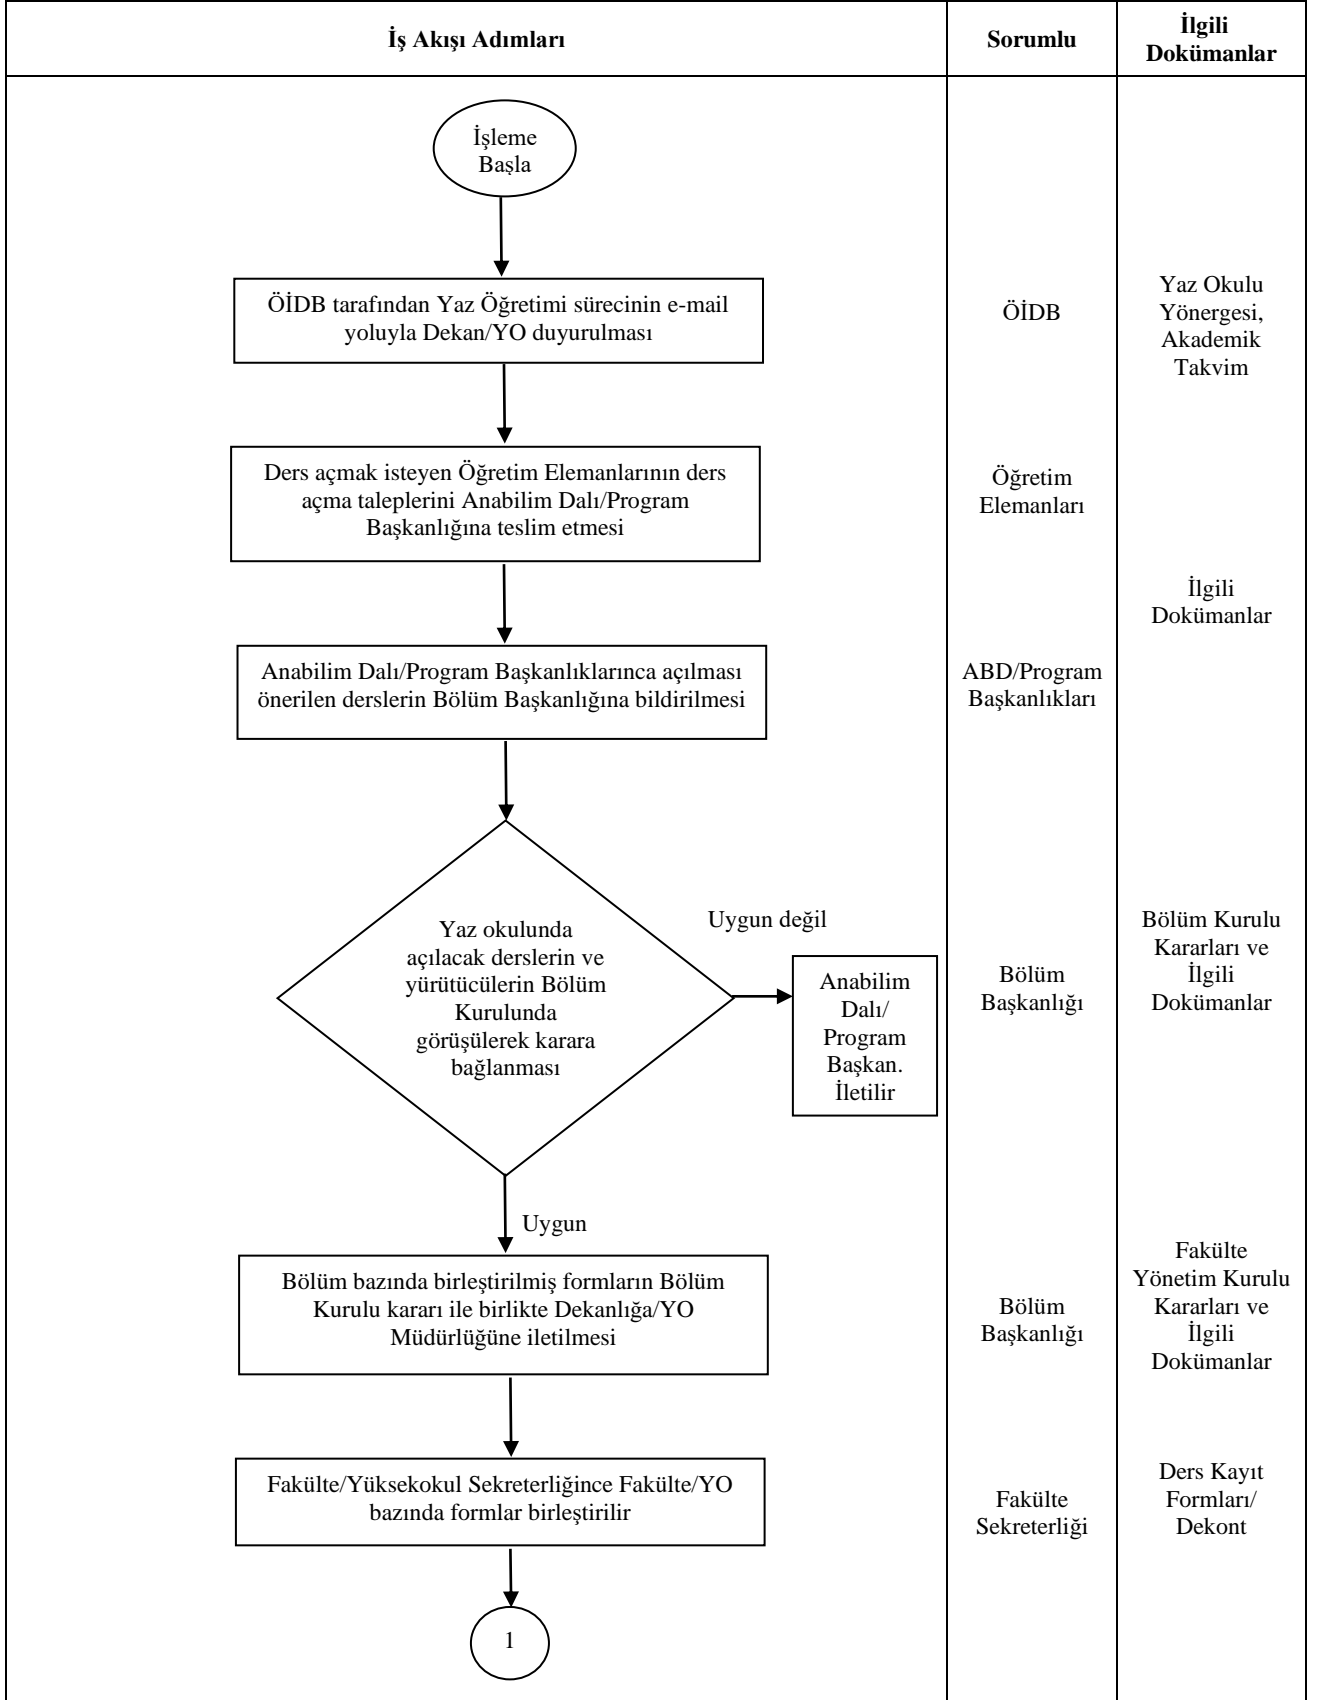 İş Akışı Adımları
Sorumlu
İlgili
Dokümanlar
İşleme
Başla
ÖİDB tarafından Yaz Öğretimi sürecinin e-mail
yoluyla Dekan/YO duyurulması
ÖİDB
Yaz Okulu
Yönergesi,
Akademik
Takvim
Ders açmak isteyen Öğretim Elemanlarının ders
açma taleplerini Anabilim Dalı/Program
Başkanlığına teslim etmesi
Öğretim
Elemanları
İlgili
Dokümanlar
Anabilim Dalı/Program Başkanlıklarınca açılması
önerilen derslerin Bölüm Başkanlığına bildirilmesi
ABD/Program
Başkanlıkları
Yaz okulunda
açılacak derslerin ve
yürütücülerin Bölüm
Kurulunda
görüşülerek karara
bağlanması
Uygun değil
Anabilim
Dalı/
Program
Başkan.
İletilir
Bölüm
Başkanlığı
Bölüm Kurulu
Kararları ve
İlgili
Dokümanlar
Uygun
Bölüm bazında birleştirilmiş formların Bölüm
Kurulu kararı ile birlikte Dekanlığa/YO
Müdürlüğüne iletilmesi
Bölüm
Başkanlığı
Fakülte
Yönetim Kurulu
Kararları ve
İlgili
Dokümanlar
Fakülte/Yüksekokul Sekreterliğince Fakülte/YO
bazında formlar birleştirilir
Fakülte
Sekreterliği
Ders Kayıt
Formları/
Dekont
1